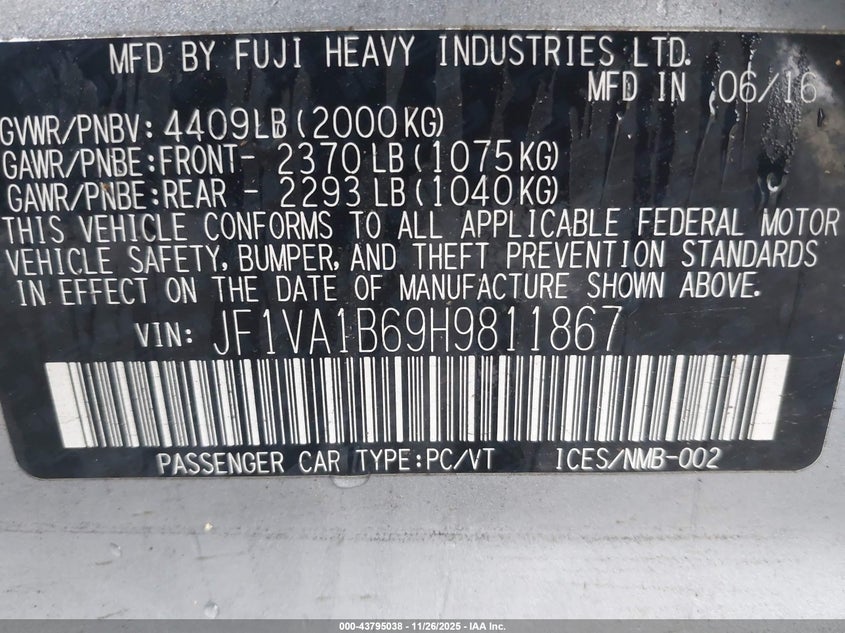 MFD BY FUJI HEAVY INDUSTRIES LTD.
MFD IN 06/16
GVWR/PNBV: 4409LB (2000KG)
GAWR/PNBE:FRONT- 2370 LB (1075KG)
GAWR/PNBE:REAR - 2293 LB (1040KG)
THIS VEHICLE CONFORMS TO ALL APPLICABLE FEDERAL MOTOR
VEHICLE SAFETY, BUMPER, AND THEFT PREVENTION STANDARDS
IN EFFECT ON THE DATE OF MANUFACTURE SHOWN ABOVE.
VIN: JF1VA1B69H9811867
PASSENGER CAR TYPE:PC/VT ICES/NMB-002
000-43795038 - 11/26/2025 - IAA Inc.